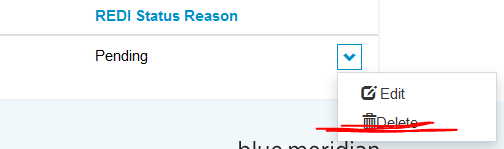 REDI Status Reason
Pending
Edit
Delete
blue meridian